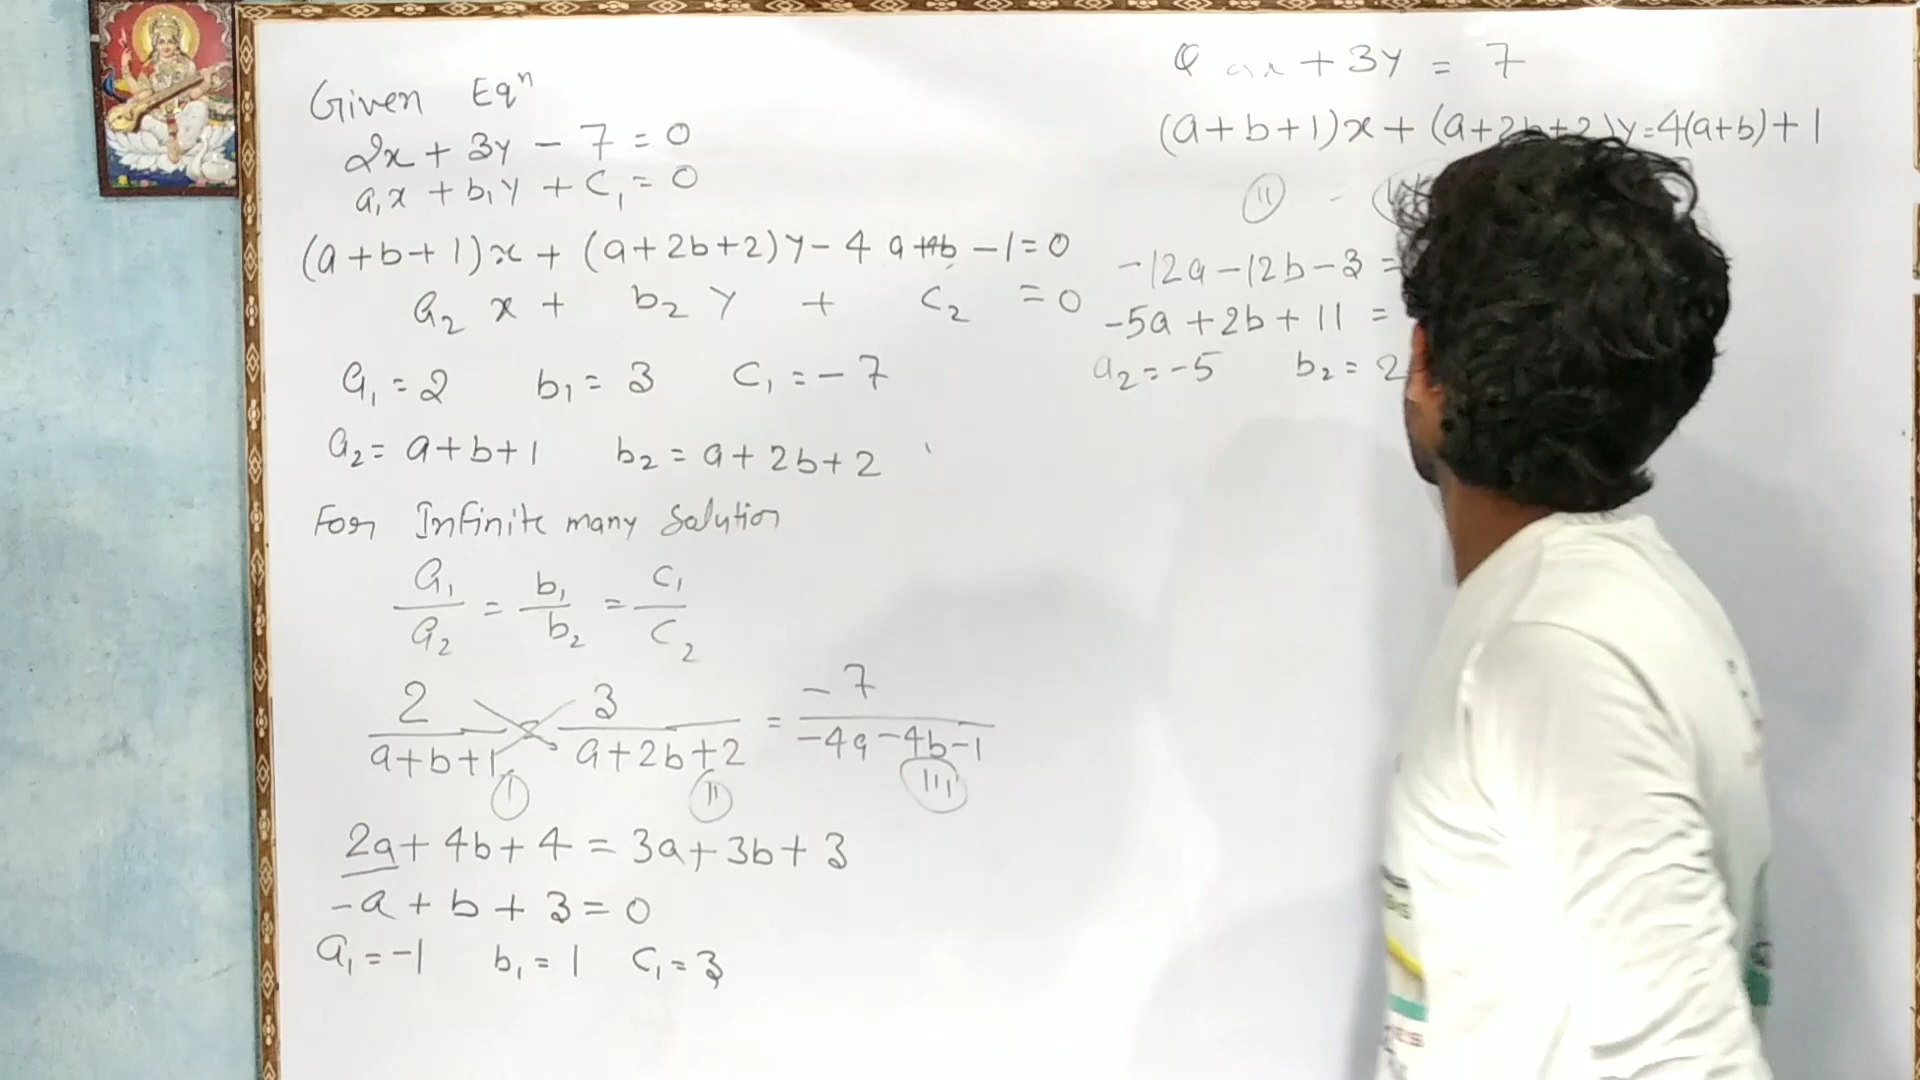 Given Eqⁿ
2x + 3y - 7 = 0
a₁x + b₁y + c₁ = 0
(a+b+1)x + (a+2b+2)y - 4a+4b - 1 = 0
a₂ x + b₂ y + c₂ = 0
a₁ = 2 b₁ = 3 c₁ = -7
a₂ = a+b+1 b₂ = a+2b+2
For Infinite many Solution
a₁/a₂ = b₁/b₂ = c₁/c₂
2/(a+b+1) = 3/(a+2b+2) = -7/(-4a-4b-1)
I II III
2a + 4b + 4 = 3a + 3b + 3
-a + b + 3 = 0
a₁ = -1 b₁ = 1 c₁ = 3
Q + 3y = 7
(a+b+1)x + (a+2b+2)y = 4(a+b)+1
II -
-12a - 12b - 3 =
-5a + 2b + 11 =
a₂ = -5 b₂ = 2